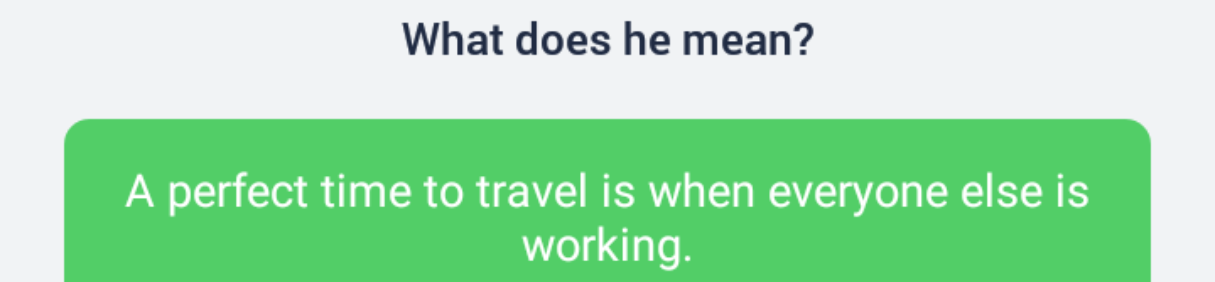 What does he mean?
A perfect time to travel is when everyone else is
working.